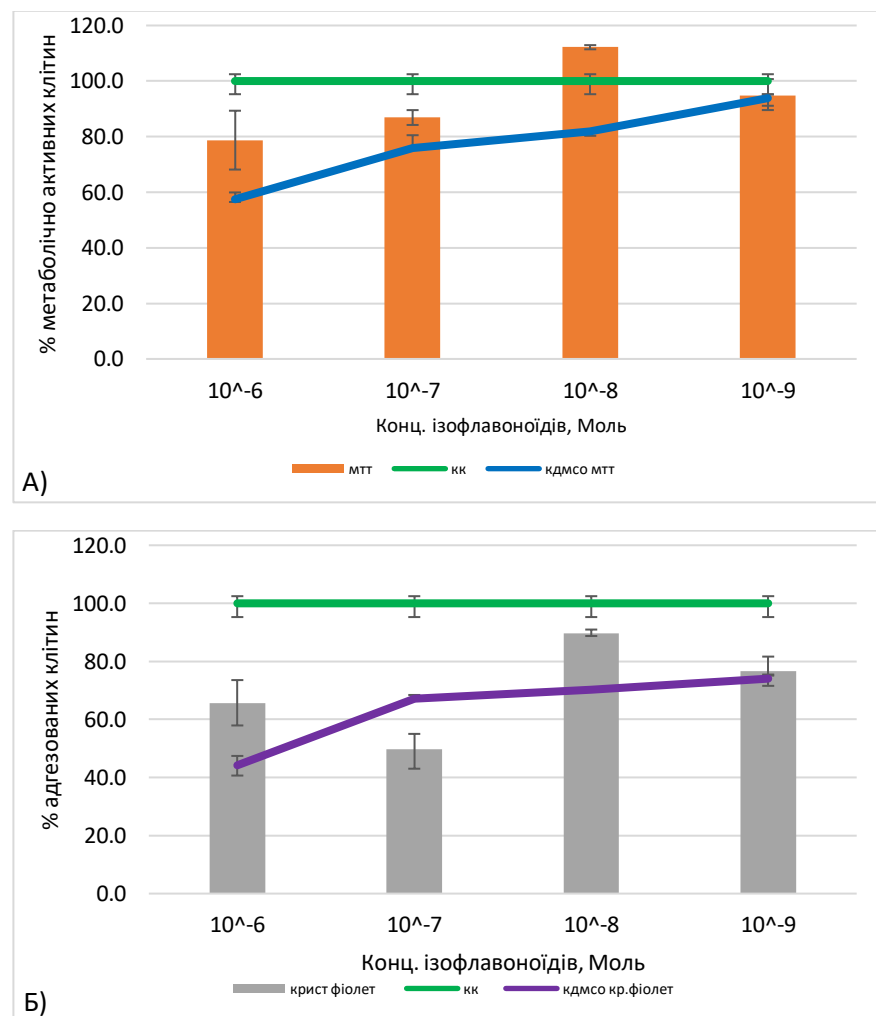 120.0
100.0
80.0
60.0
40.0
20.0
0.0
% метаболічно активних клітин
10^-6 10^-7 10^-8 10^-9
Конц. ізофлавоноїдів, Моль
мтт кк кдмсо мтт
А)
120.0
100.0
80.0
60.0
40.0
20.0
0.0
% адгезованих клітин
10^-6 10^-7 10^-8 10^-9
Конц. ізофлавоноїдів, Моль
крист фіолет кк кдмсо кр.фіолет
Б)